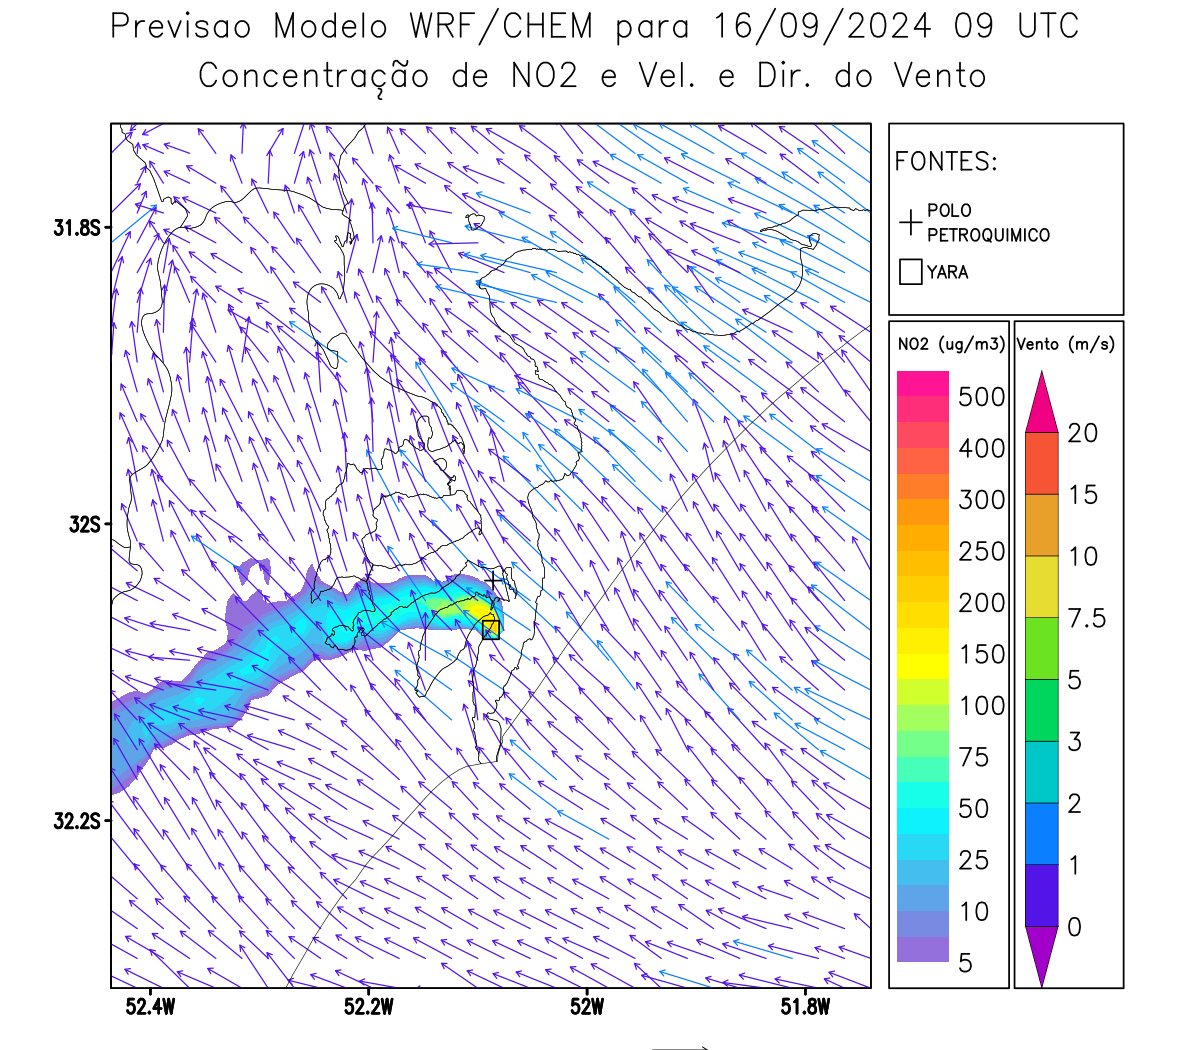 Previsao Modelo WRF/CHEM para 16/09/2024 09 UTC
Concentração de NO2 e Vel. e Dir. do Vento
FONTES:
POLO
PETROQUIMICO
YARA
NO2 (ug/m3)
500
400
300
250
200
150
100
75
50
25
10
5
Vento (m/s)
20
15
10
7.5
5
3
2
1
0
31.8S
32S
32.2S
52.4W 52.2W 52W 51.8W